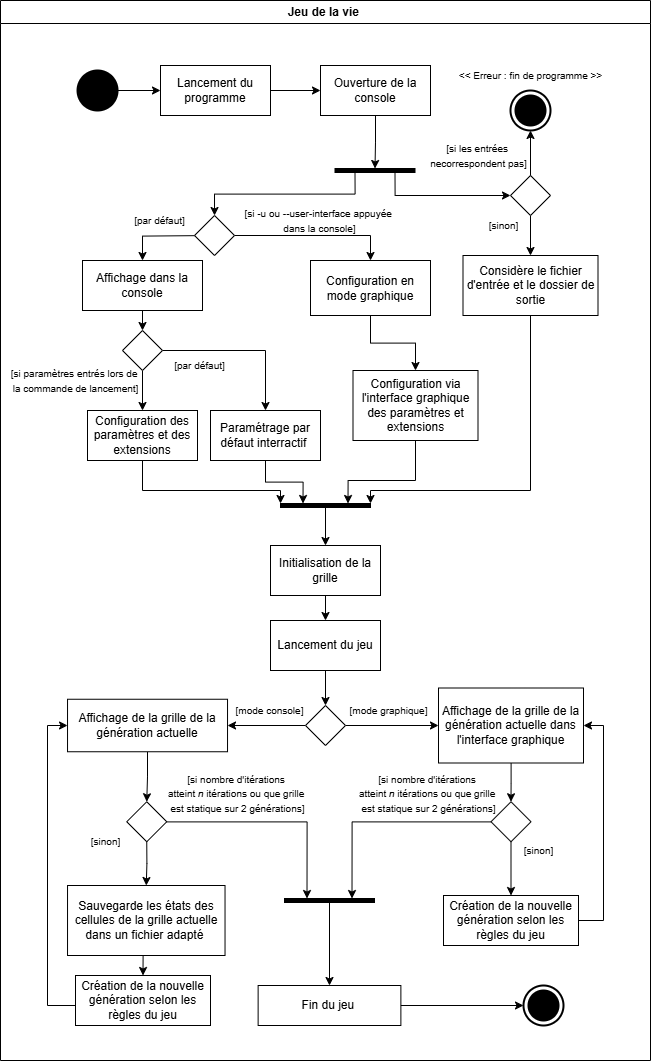 Jeu de la vie
Lancement du
programme
Ouverture de la
console
<< Erreur : fin de programme >>
[si les entrées
necorrespondent pas]
[par défaut]
[si -u ou --user-interface appuyée
dans la console]
[sinon]
Affichage dans la
console
Configuration en
mode graphique
Considère le fichier
d'entrée et le dossier de
sortie
[si paramètres entrés lors de
la commande de lancement]
[par défaut]
Configuration des
paramètres et des
extensions
Paramétrage par
défaut interractif
Configuration via
l'interface graphique
des paramètres et
extensions
Initialisation de la
grille
Lancement du jeu
[mode console]
[mode graphique]
Affichage de la grille de la
génération actuelle
Affichage de la grille de la
génération actuelle dans
l'interface graphique
[si nombre d'itérations
atteint n itérations ou que grille
est statique sur 2 générations]
[si nombre d'itérations
atteint n itérations ou que grille
est statique sur 2 générations]
[sinon]
[sinon]
Sauvegarde les états des
cellules de la grille actuelle
dans un fichier adapté
Création de la nouvelle
génération selon les
règles du jeu
Création de la nouvelle
génération selon les
règles du jeu
Fin du jeu